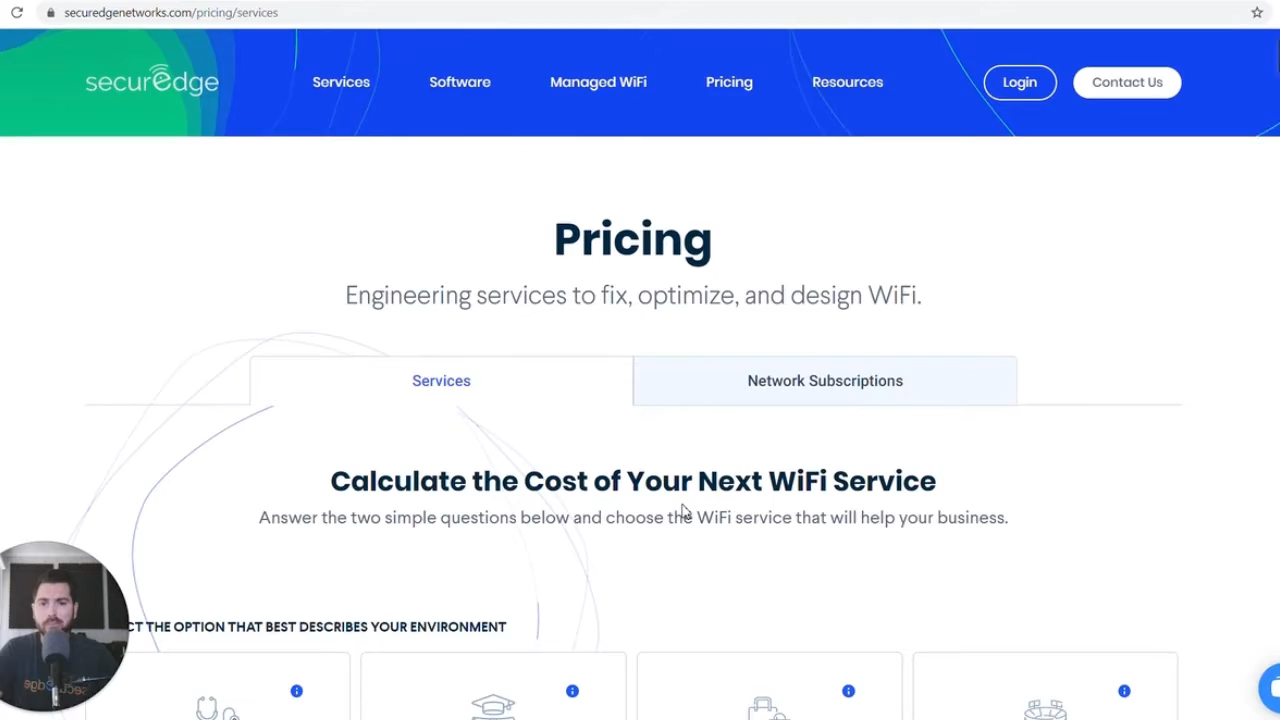 securedgenetworks.com/pricing/services
securedge
Services
Software
Managed WiFi
Pricing
Resources
Login
Contact Us
Pricing
Engineering services to fix, optimize, and design WiFi.
Services
Network Subscriptions
Calculate the Cost of Your Next WiFi Service
Answer the two simple questions below and choose the WiFi service that will help your business.
CT THE OPTION THAT BEST DESCRIBES YOUR ENVIRONMENT